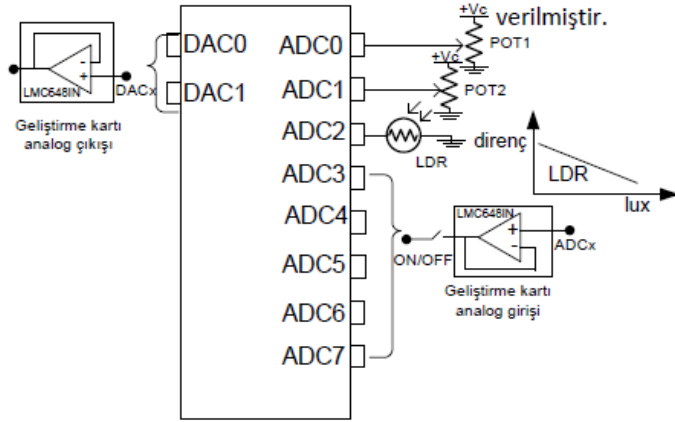 verilmiştir.
+Vc
POT1
+Vc
POT2
DAC0
DAC1
ADC0
ADC1
ADC2
ADC3
ADC4
ADC5
ADC6
ADC7
LMC648IN
DACx
Geliştirme kartı
analog çıkışı
LDR
direnç
LDR
lux
LMC648IN
ADCx
ON/OFF
Geliştirme kartı
analog girişi